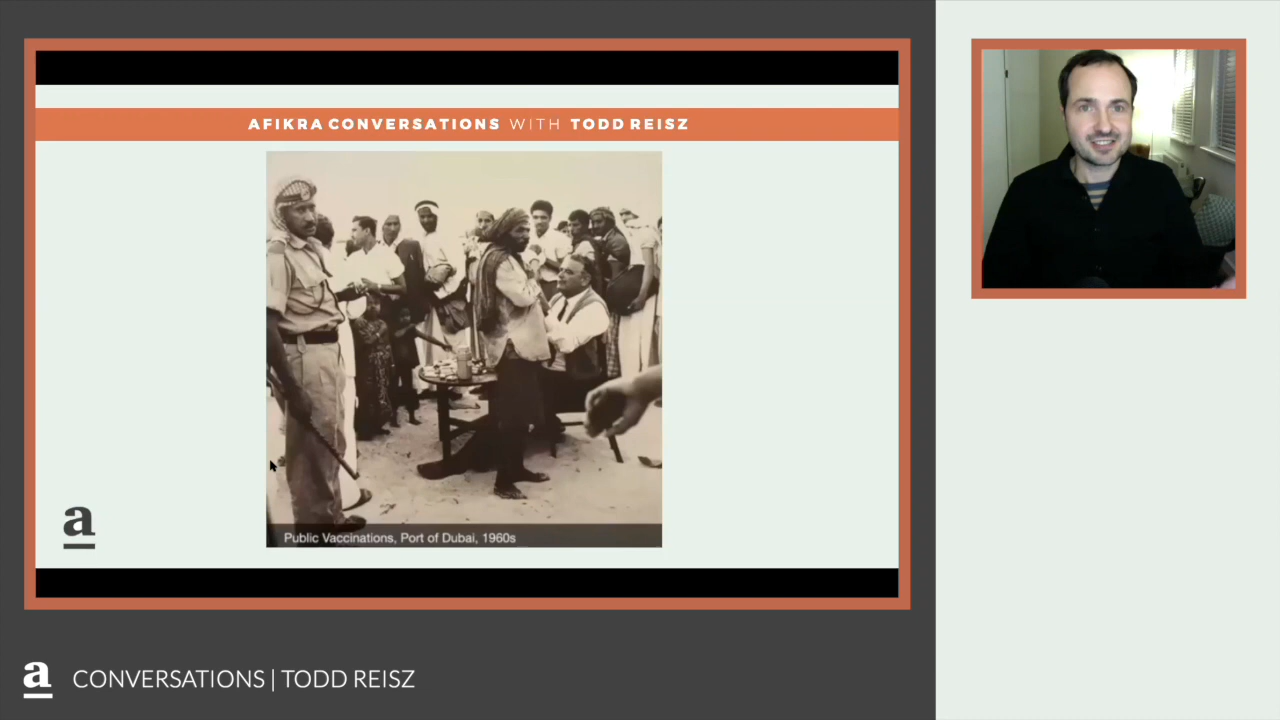 AFIKRA CONVERSATIONS WITH TODD REISZ
a
Public Vaccinations, Port of Dubai, 1960s
a CONVERSATIONS | TODD REISZ